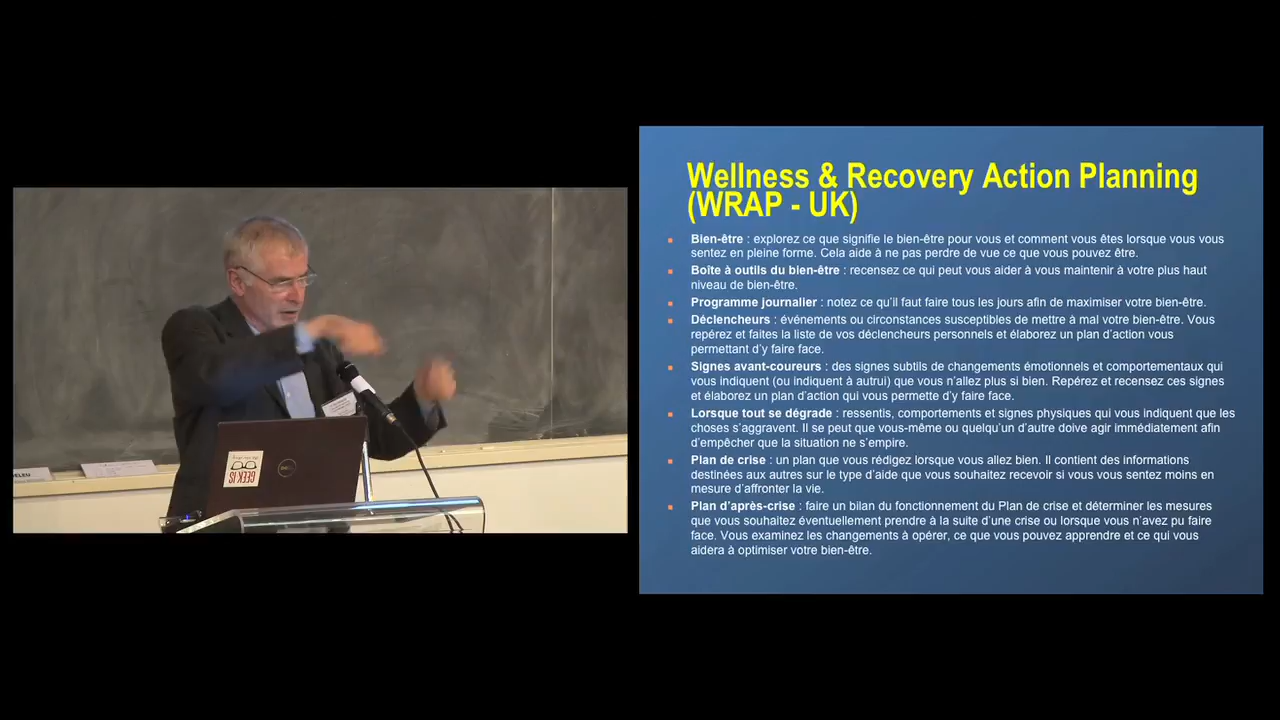 Wellness & Recovery Action Planning
(WRAP - UK)
Bien-être : explorez ce que signifie le bien-être pour vous et comment vous êtes lorsque vous vous
sentez en pleine forme. Cela aide à ne pas perdre de vue ce que vous pouvez être.
Boîte à outils du bien-être : recensez ce qui peut vous aider à vous maintenir à votre plus haut
niveau de bien-être.
Programme journalier : notez ce qu'il faut faire tous les jours afin de maximiser votre bien-être.
Déclencheurs : événements ou circonstances susceptibles de mettre à mal votre bien-être. Vous
repérez et faites la liste de vos déclencheurs personnels et élaborez un plan d'action vous
permettant d'y faire face.
Signes avant-coureurs : des signes subtils de changements émotionnels et comportementaux qui
vous indiquent (ou indiquent à autrui) que vous n'allez plus si bien. Repérez et recensez ces signes
et élaborez un plan d'action qui vous permette d'y faire face.
Lorsque tout se dégrade : ressentis, comportements et signes physiques qui vous indiquent que les
choses s'aggravent. Il se peut que vous-même ou quelqu'un d'autre doive agir immédiatement afin
d'empêcher que la situation ne s'empire.
Plan de crise : un plan que vous rédigez lorsque vous allez bien. Il contient des informations
destinées aux autres sur le type d'aide que vous souhaitez recevoir si vous vous sentez moins en
mesure d'affronter la vie.
Plan d'après-crise : faire un bilan du fonctionnement du Plan de crise et déterminer les mesures
que vous souhaitez éventuellement prendre à la suite d'une crise ou lorsque vous n'avez pu faire
face. Vous examinez les changements à opérer, ce que vous pouvez apprendre et ce qui vous
aidera à optimiser votre bien-être.
GEEK IS
DELL